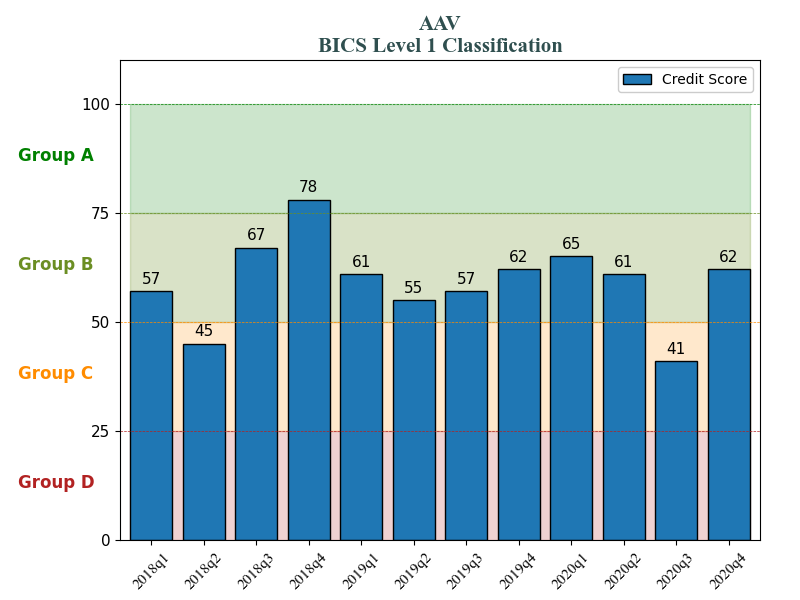 AAV
BICS Level 1 Classification
Credit Score
100
Group A
78
75
67
65
62
62
61
61
Group B
57
57
55
50
45
41
Group C
25
Group D
0
2018q1
2018q2
2018q3
2018q4
2019q1
2019q2
2019q3
2019q4
2020q1
2020q2
2020q3
2020q4